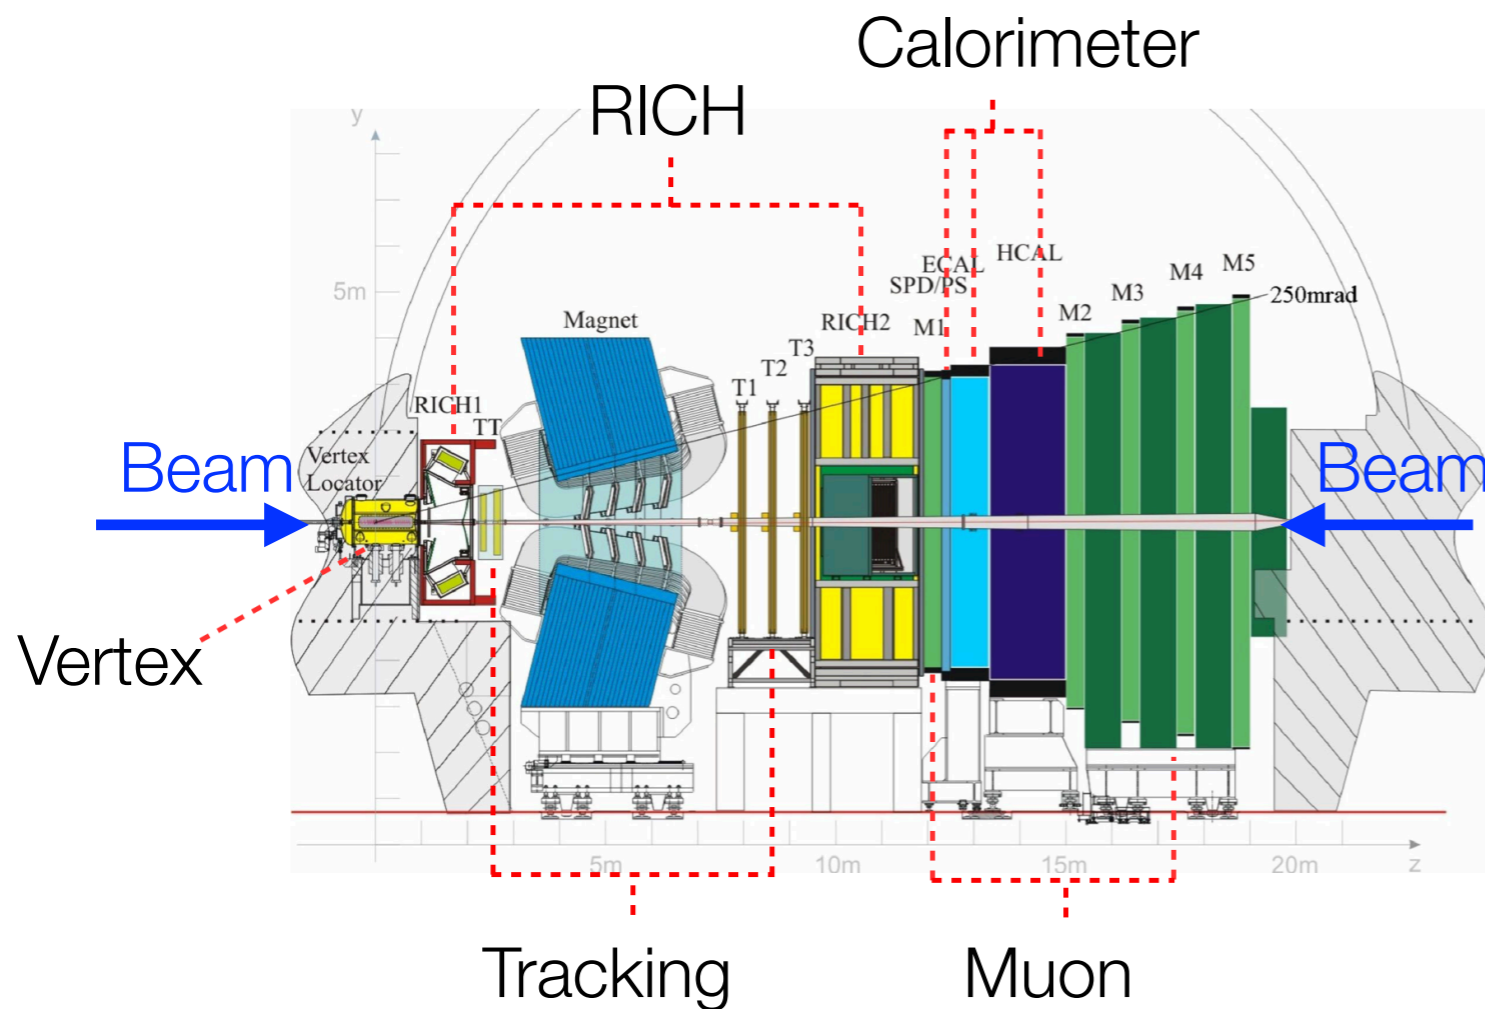 Calorimeter
RICH
y
5m
Magnet
ECAL
SPD/PS
HCAL
M1
M2
M3
M4
M5
250mrad
RICH2
T1
T2
T3
RICH1
TT
Vertex
Locator
Beam
Beam
Vertex
5m
10m
15m
20m
z
Tracking
Muon